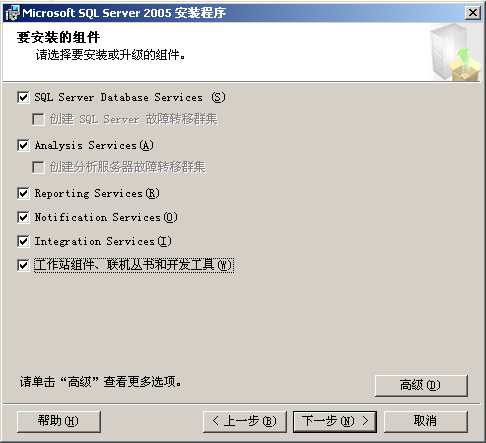 Microsoft SQL Server 2005 安装程序
要安装的组件
请选择要安装或升级的组件。
SQL Server Database Services (S)
创建 SQL Server 故障转移群集
Analysis Services(A)
创建分析服务器故障转移群集
Reporting Services(R)
Notification Services(O)
Integration Services(I)
工作站组件、联机丛书和开发工具(W)
请单击“高级”查看更多选项。
高级(D)
帮助(H)
< 上一步(B)
下一步(N) >
取消